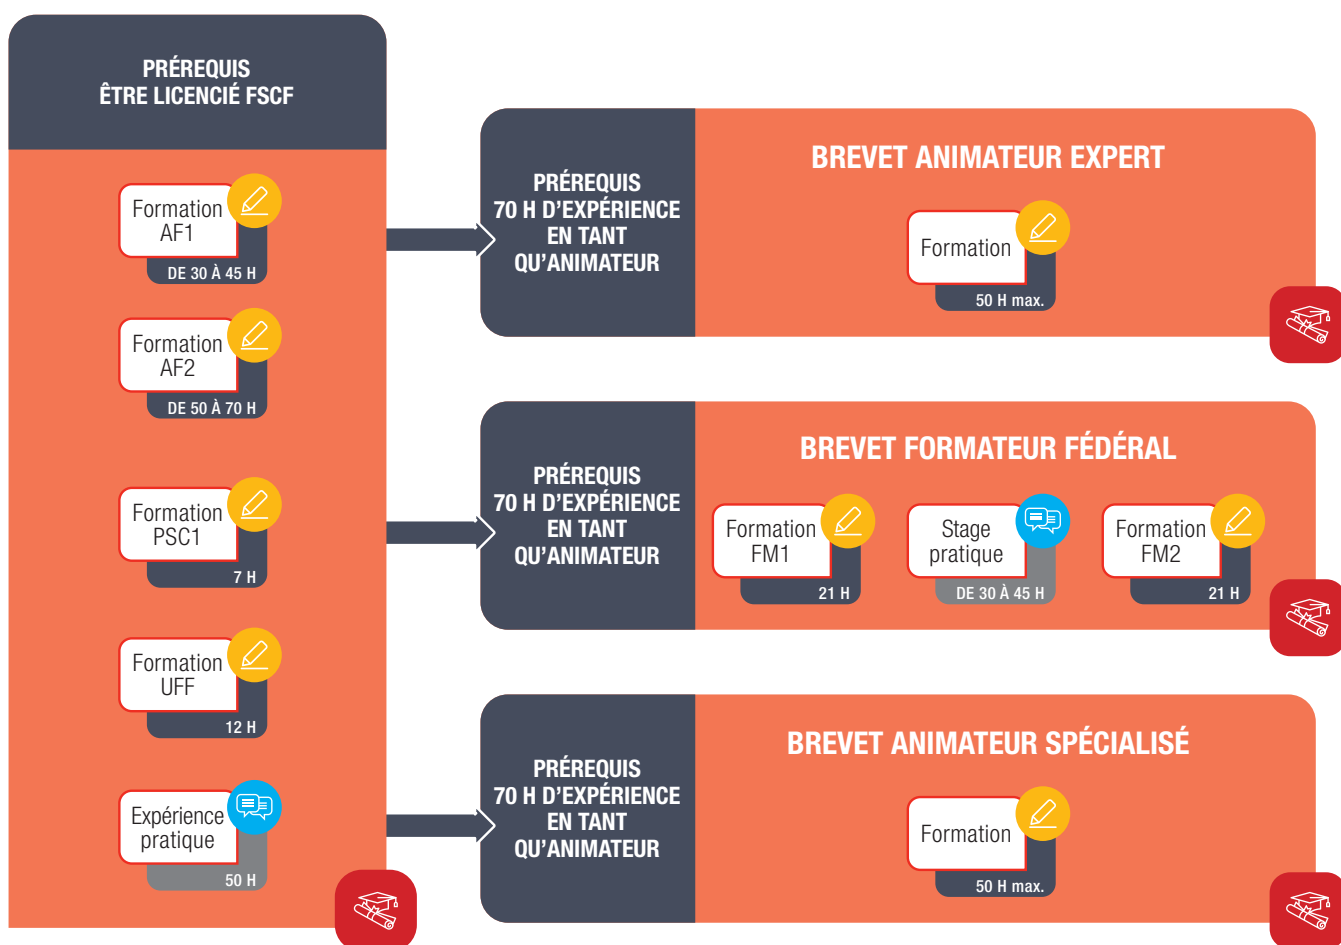 PRÉREQUIS
ÊTRE LICENCIÉ FSCF
Formation
AF1
DE 30 À 45 H
Formation
AF2
DE 50 À 70 H
Formation
PSC1
7 H
Formation
UFF
12 H
Expérience
pratique
50 H
PRÉREQUIS
70 H D’EXPÉRIENCE
EN TANT
QU’ANIMATEUR
BREVET ANIMATEUR EXPERT
Formation
50 H max.
PRÉREQUIS
70 H D’EXPÉRIENCE
EN TANT
QU’ANIMATEUR
BREVET FORMATEUR FÉDÉRAL
Formation
FM1
21 H
Stage
pratique
DE 30 À 45 H
Formation
FM2
21 H
PRÉREQUIS
70 H D’EXPÉRIENCE
EN TANT
QU’ANIMATEUR
BREVET ANIMATEUR SPÉCIALISÉ
Formation
50 H max.